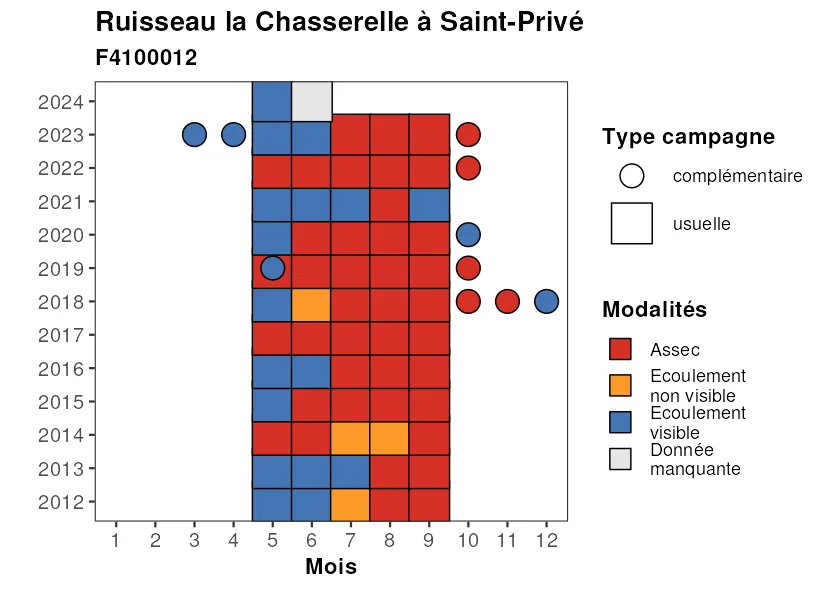 Ruisseau la Chasserelle à Saint-Privé
F4100012
2024
2023
2022
2021
2020
2019
2018
2017
2016
2015
2014
2013
2012
1 2 3 4 5 6 7 8 9 10 11 12
Mois
Type campagne
complémentaire
usuelle
Modalités
Assec
Ecoulement
non visible
Ecoulement
visible
Donnée
manquante